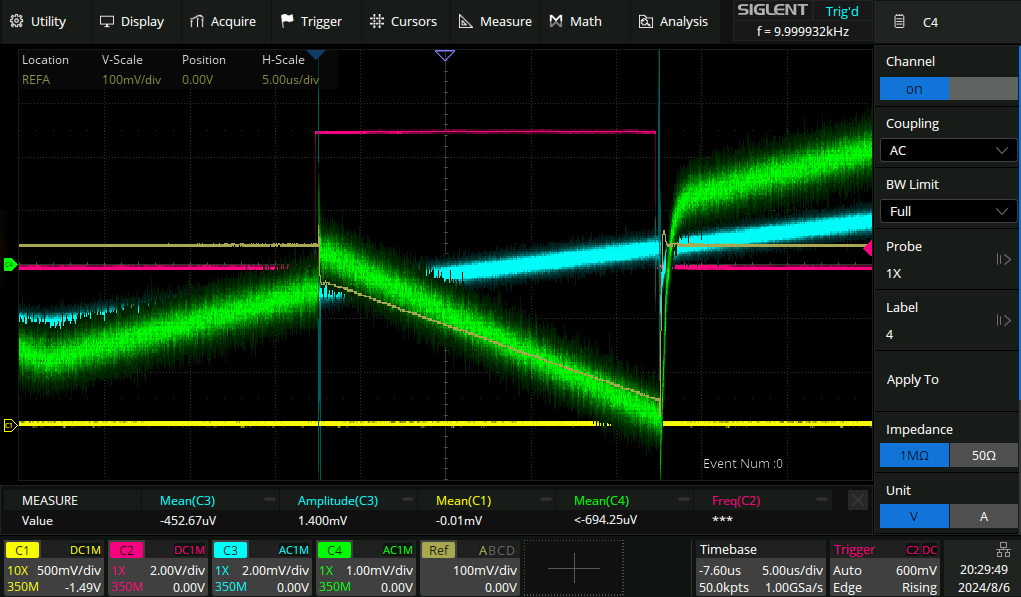 Utility Display Acquire Trigger Cursors Measure Math Analysis SIGLENT Trig'd C4
f = 9.999932kHz
Location V-Scale Position H-Scale
REFA 100mV/div 0.00V 5.00us/div
Channel
on
Coupling
AC
BW Limit
Full
Probe
1X
Label
4
Apply To
Impedance
1MΩ 50Ω
Unit
V A
C1
Event Num :0
MEASURE Mean(C3) Amplitude(C3) Mean(C1) Mean(C4) Freq(C2)
Value -452.67uV 1.400mV -0.01mV <-694.25uV ***
C1 DC1M C2 DC1M C3 AC1M C4 AC1M Ref ABCD Timebase Trigger C2 DC
10X 500mV/div 1X 2.00V/div 1X 2.00mV/div 1X 1.00mV/div 100mV/div -7.60us 5.00us/div Auto 600mV 20:29:49
350M -1.49V 350M 0.00V 350M 0.00V 350M 0.00V 0.00V 50.0kpts 1.00GSa/s Edge Rising 2024/8/6